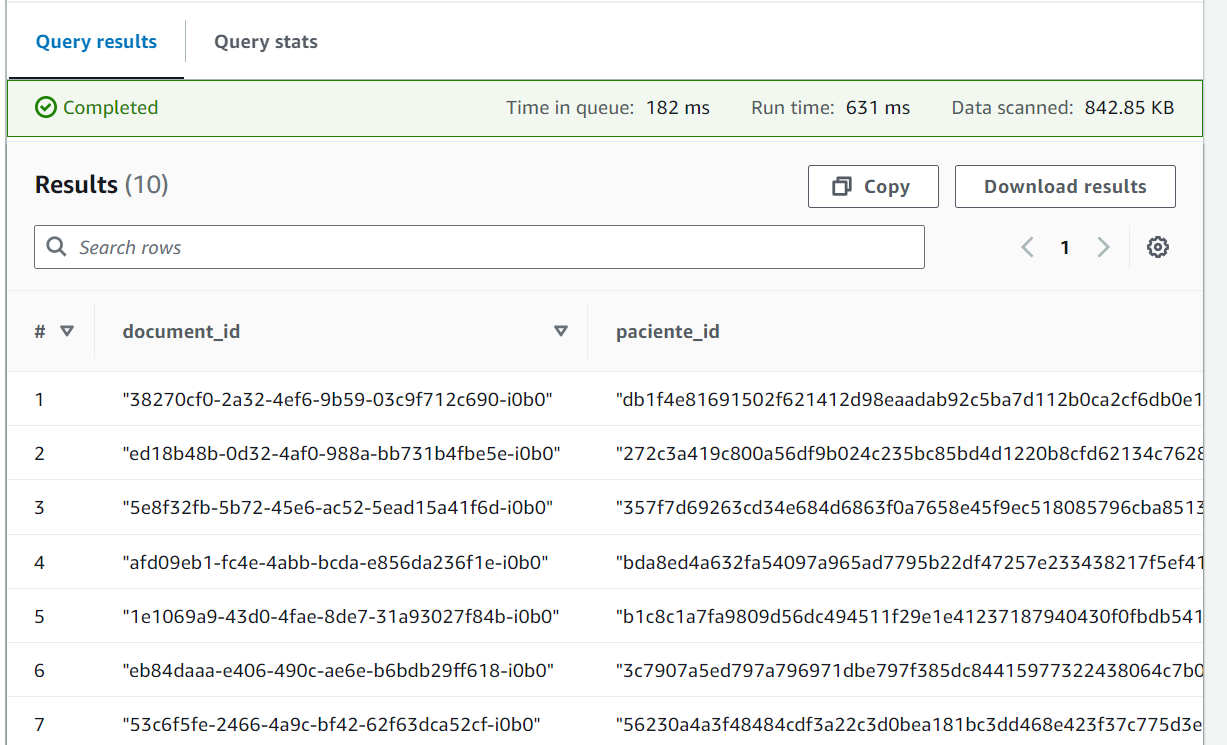 Query results Query stats
Completed Time in queue: 182 ms Run time: 631 ms Data scanned: 842.85 KB
Results (10) Copy Download results
Search rows 1
# document_id paciente_id
1 "38270cf0-2a32-4ef6-9b59-03c9f712c690-i0b0" "db1f4e81691502f621412d98eaadab92c5ba7d112b0ca2cf6db0e1
2 "ed18b48b-0d32-4af0-988a-bb731b4fbe5e-i0b0" "272c3a419c800a56df9b024c235bc85bd4d1220b8cfd62134c7628
3 "5e8f32fb-5b72-45e6-ac52-5ead15a41f6d-i0b0" "357f7d69263cd34e684d6863f0a7658e45f9ec518085796cba8513
4 "afd09eb1-fc4e-4abb-bcda-e856da236f1e-i0b0" "bda8ed4a632fa54097a965ad7795b22df47257e233438217f5ef41
5 "1e1069a9-43d0-4fae-8de7-31a93027f84b-i0b0" "b1c8c1a7fa9809d56dc494511f29e1e41237187940430f0fbdb541
6 "eb84daaa-e406-490c-ae6e-b6bdb29ff618-i0b0" "3c7907a5ed797a796971dbe797f385dc84415977322438064c7b0
7 "53c6f5fe-2466-4a9c-bf42-62f63dca52cf-i0b0" "56230a4a3f48484cdf3a22c3d0bea181bc3dd468e423f37c775d3e